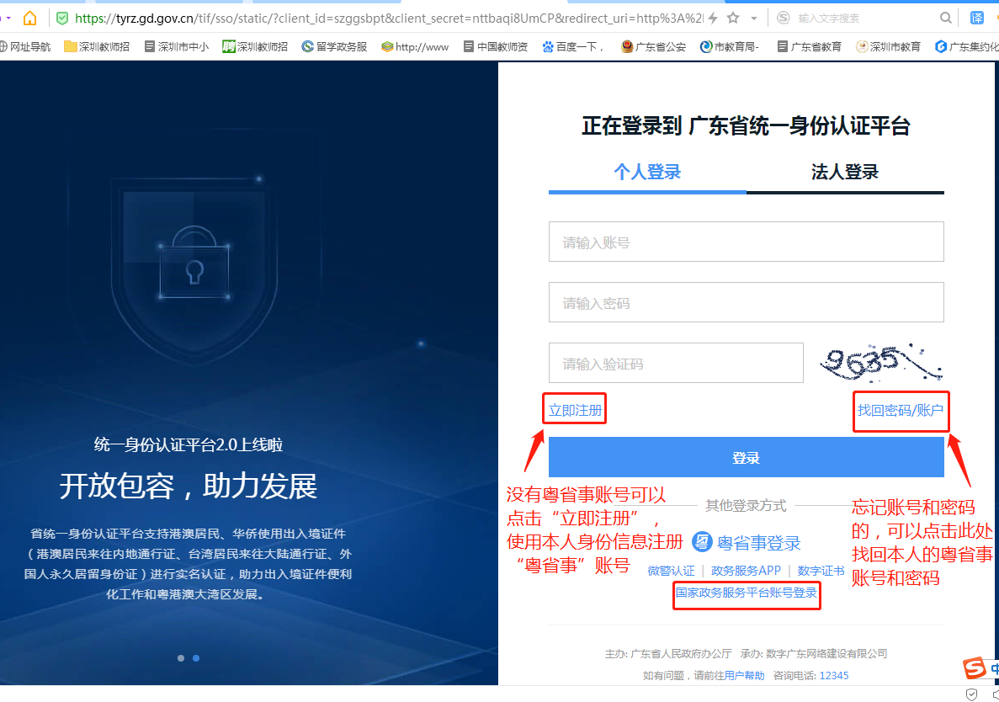 https://tyrz.gd.gov.cn/tif/sso/static/?client_id=szggsbpt&client_secret=nttbaqi8UmCP&redirect_uri=http%3A%2
输入文字搜索
译
网址导航 深圳教师招 深圳市中小 聘 深圳教师招 留学政务服 http://www 中国教师资 百度一下， 广东省公安 市教育局- 广东省教育 深圳市教育 广东集约化
正在登录到 广东省统一身份认证平台
个人登录 法人登录
请输入账号
请输入密码
请输入验证码 9635
立即注册 找回密码/账户
登录
没有粤省事账号可以
点击“立即注册”，
使用本人身份信息注册
“粤省事”账号
其他登录方式
粤省事登录
微警认证 | 政务服务APP | 数字证书
国家政务服务平台账号登录
忘记账号和密码
的，可以点击此处
找回本人的粤省事
账号和密码
统一身份认证平台2.0上线啦
开放包容，助力发展
省统一身份认证平台支持港澳居民、华侨使用出入境证件
（港澳居民来往内地通行证、台湾居民来往大陆通行证、外
国人永久居留身份证）进行实名认证，助力出入境证件便利
化工作和粤港澳大湾区发展。
主办: 广东省人民政府办公厅 承办: 数字广东网络建设有限公司
如有问题，请前往用户帮助 咨询电话: 12345